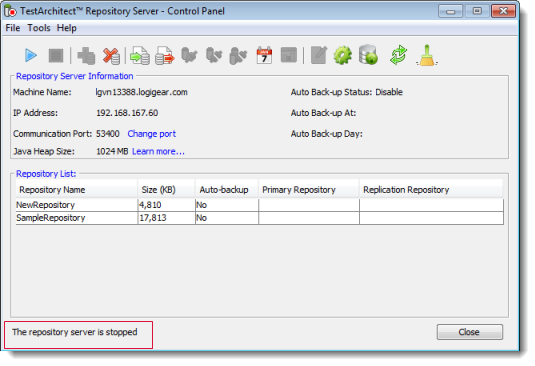 TestArchitect™ Repository Server - Control Panel
File Tools Help
Repository Server Information
Machine Name: lgvn13388.logigear.com Auto Back-up Status: Disable
IP Address: 192.168.167.60 Auto Back-up At:
Communication Port: 53400 Change port Auto Back-up Day:
Java Heap Size: 1024 MB Learn more...
Repository List:
Repository Name Size (KB) Auto-backup Primary Repository Replication Repository
NewRepository 4,810 No
SampleRepository 17,813 No
The repository server is stopped Close